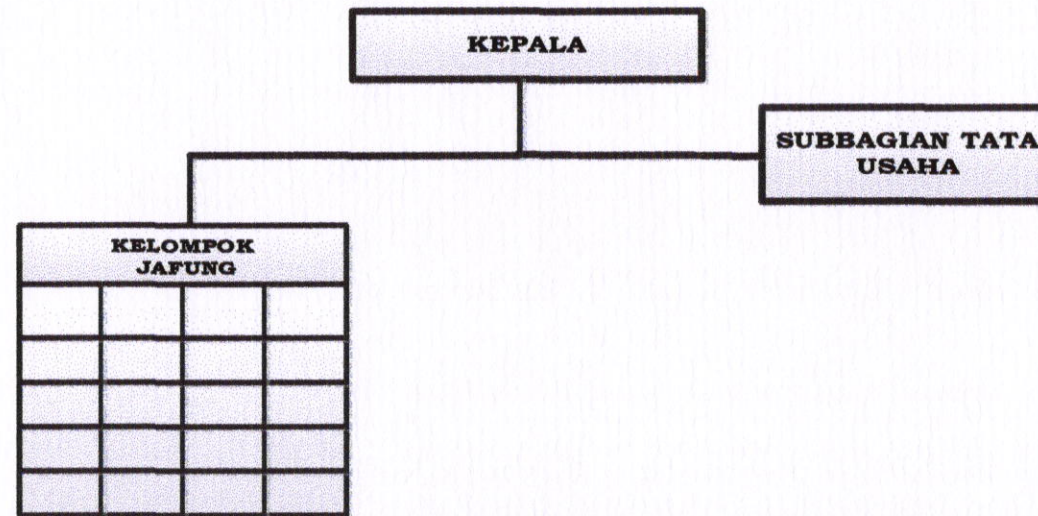 KEPALA
SUBBAGIAN TATA
USAHA
KELOMPOK
JAFUNG